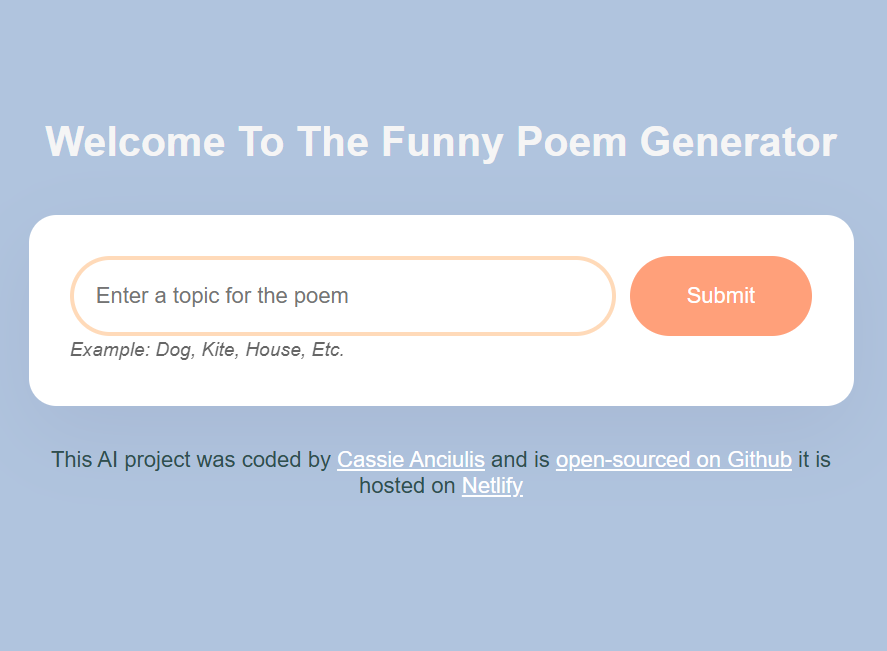 Welcome To The Funny Poem Generator
Enter a topic for the poem
Submit
Example: Dog, Kite, House, Etc.
This AI project was coded by Cassie Anciulis and is open-sourced on Github it is
hosted on Netlify